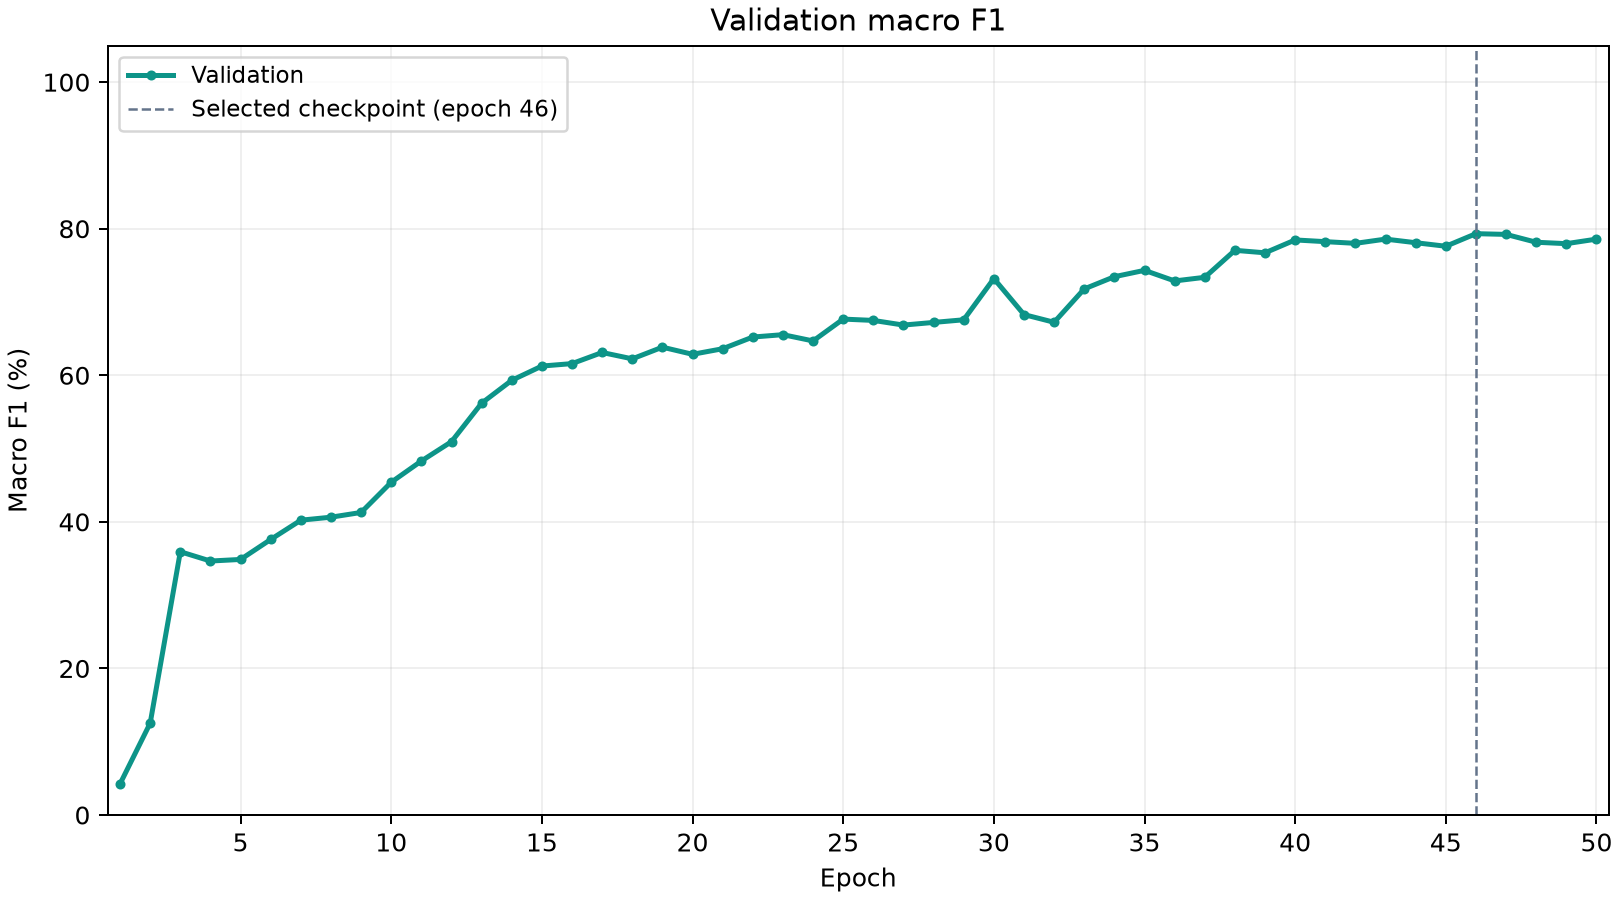 Validation macro F1
Validation
Selected checkpoint (epoch 46)
Macro F1 (%)
100
80
60
40
20
0
5 10 15 20 25 30 35 40 45 50
Epoch